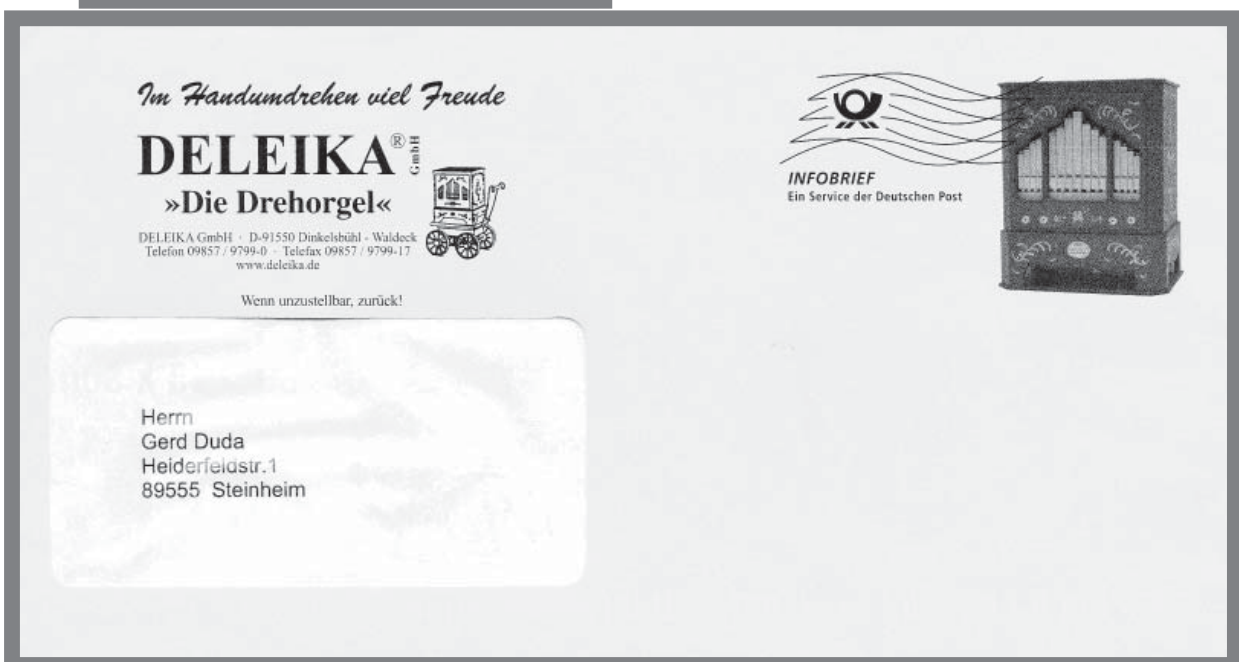 Im Handumdrehen viel Freude
DELEIKA® GmbH
»Die Drehorgel«
DELEIKA GmbH · D-91550 Dinkelsbühl - Waldeck
Telefon 09857 / 9799-0 · Telefax 09857 / 9799-17
www.deleika.de
Wenn unzustellbar, zurück!
INFOBRIEF
Ein Service der Deutschen Post
Herrn
Gerd Duda
Heiderfeldstr.1
89555 Steinheim